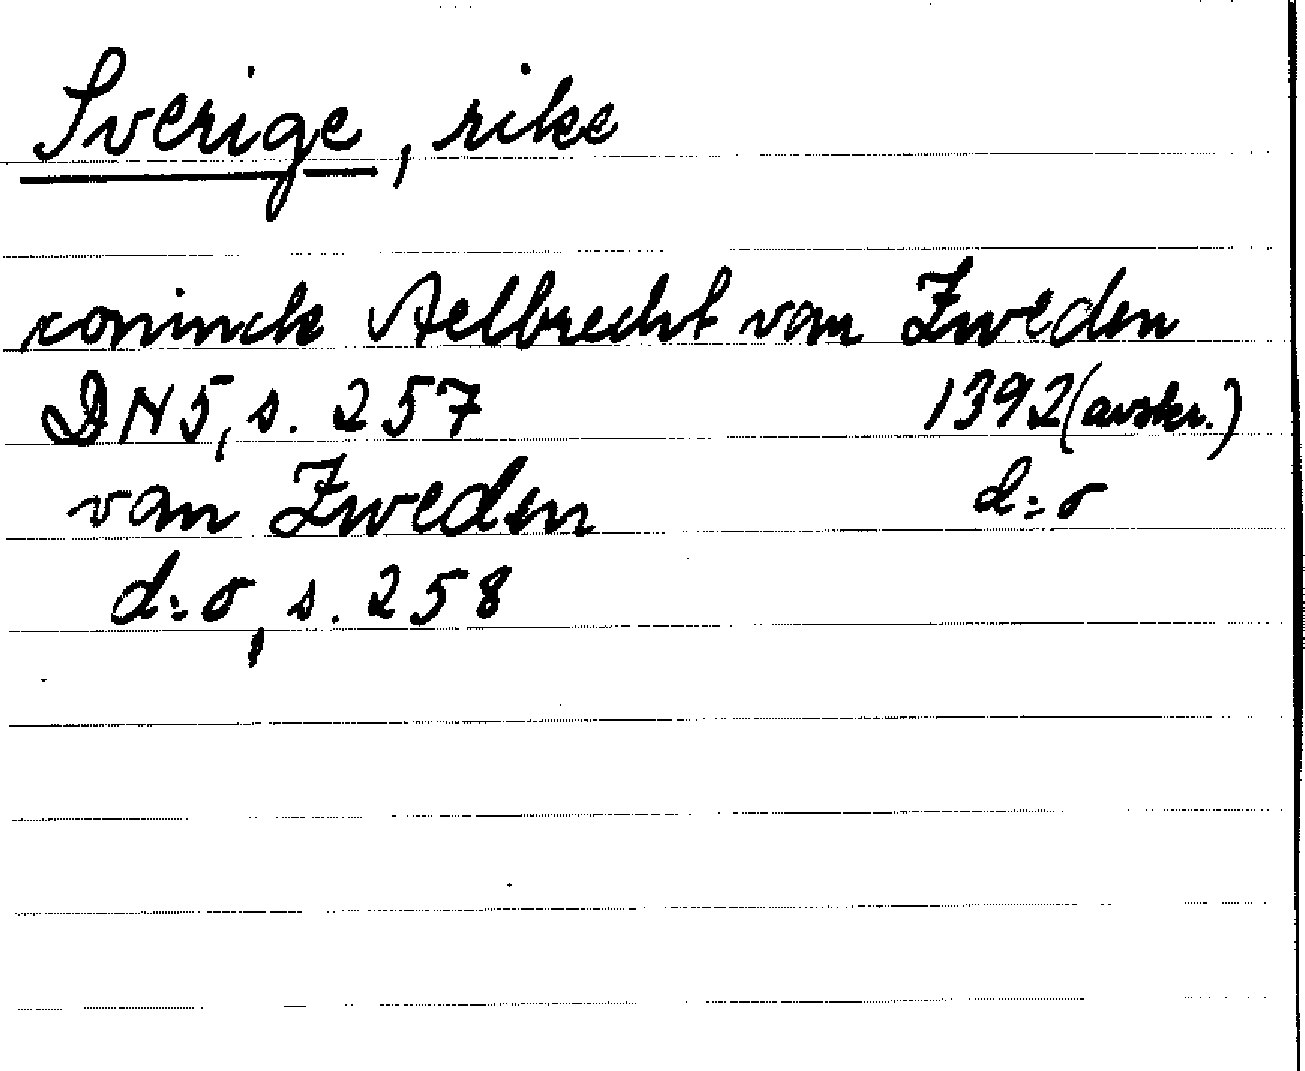 Sverige, rike
coninck Aelbrecht van Zweden
DN 5, s. 257 1392 (avskr.)
van Zweden d:o
d:o, s. 258